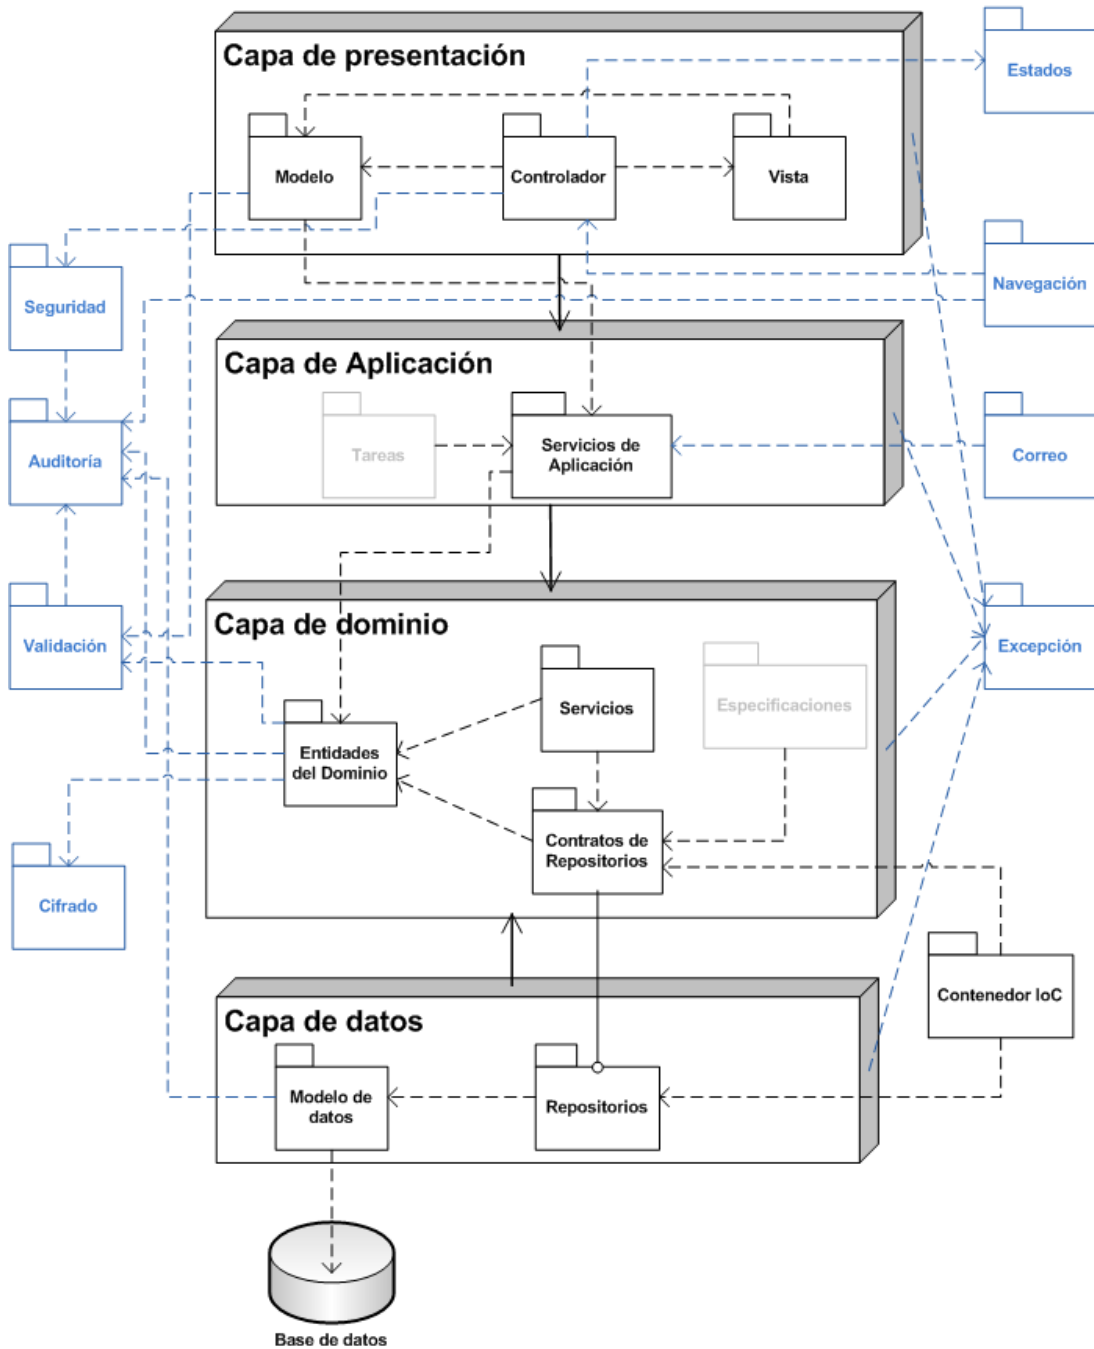 Capa de presentación
Estados
Modelo
Controlador
Vista
Seguridad
Navegación
Capa de Aplicación
Tareas
Servicios de
Aplicación
Auditoría
Correo
Capa de dominio
Validación
Servicios
Especificaciones
Excepción
Entidades
del Dominio
Contratos de
Repositorios
Cifrado
Contenedor IoC
Capa de datos
Modelo de
datos
Repositorios
Base de datos